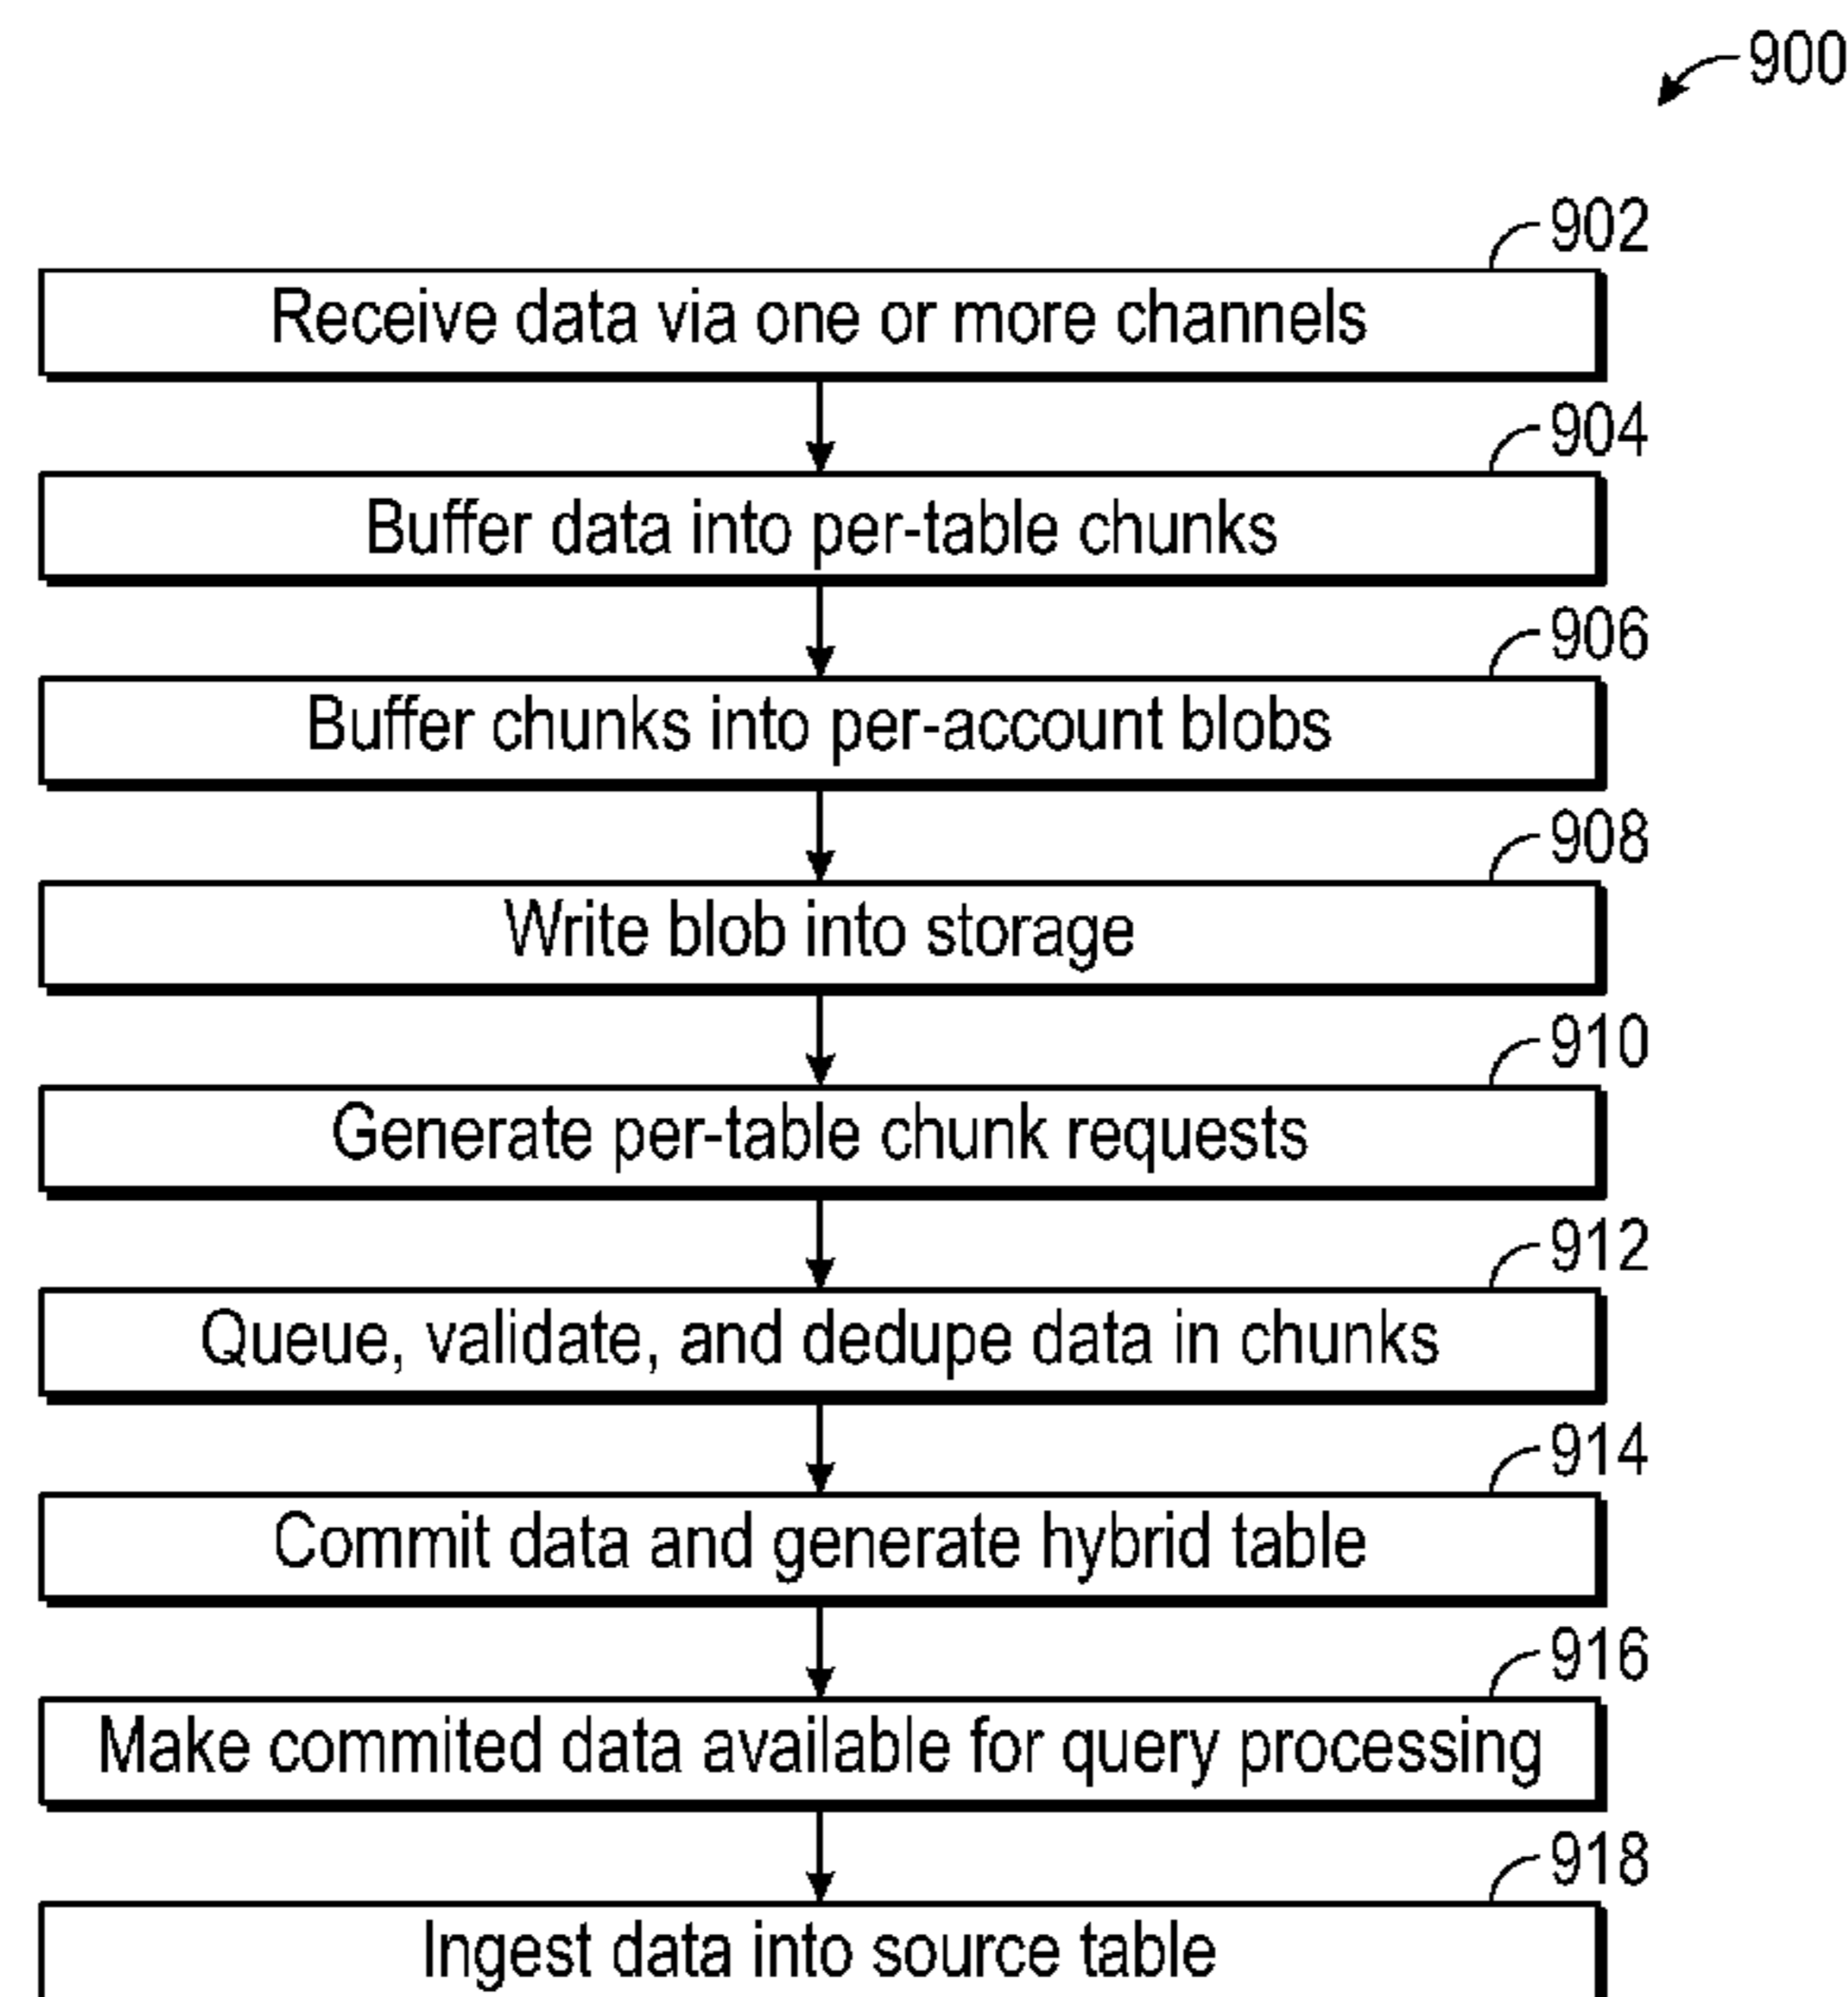 900
902
Receive data via one or more channels
904
Buffer data into per-table chunks
906
Buffer chunks into per-account blobs
908
Write blob into storage
910
Generate per-table chunk requests
912
Queue, validate, and dedupe data in chunks
914
Commit data and generate hybrid table
916
Make commited data available for query processing
918
Ingest data into source table